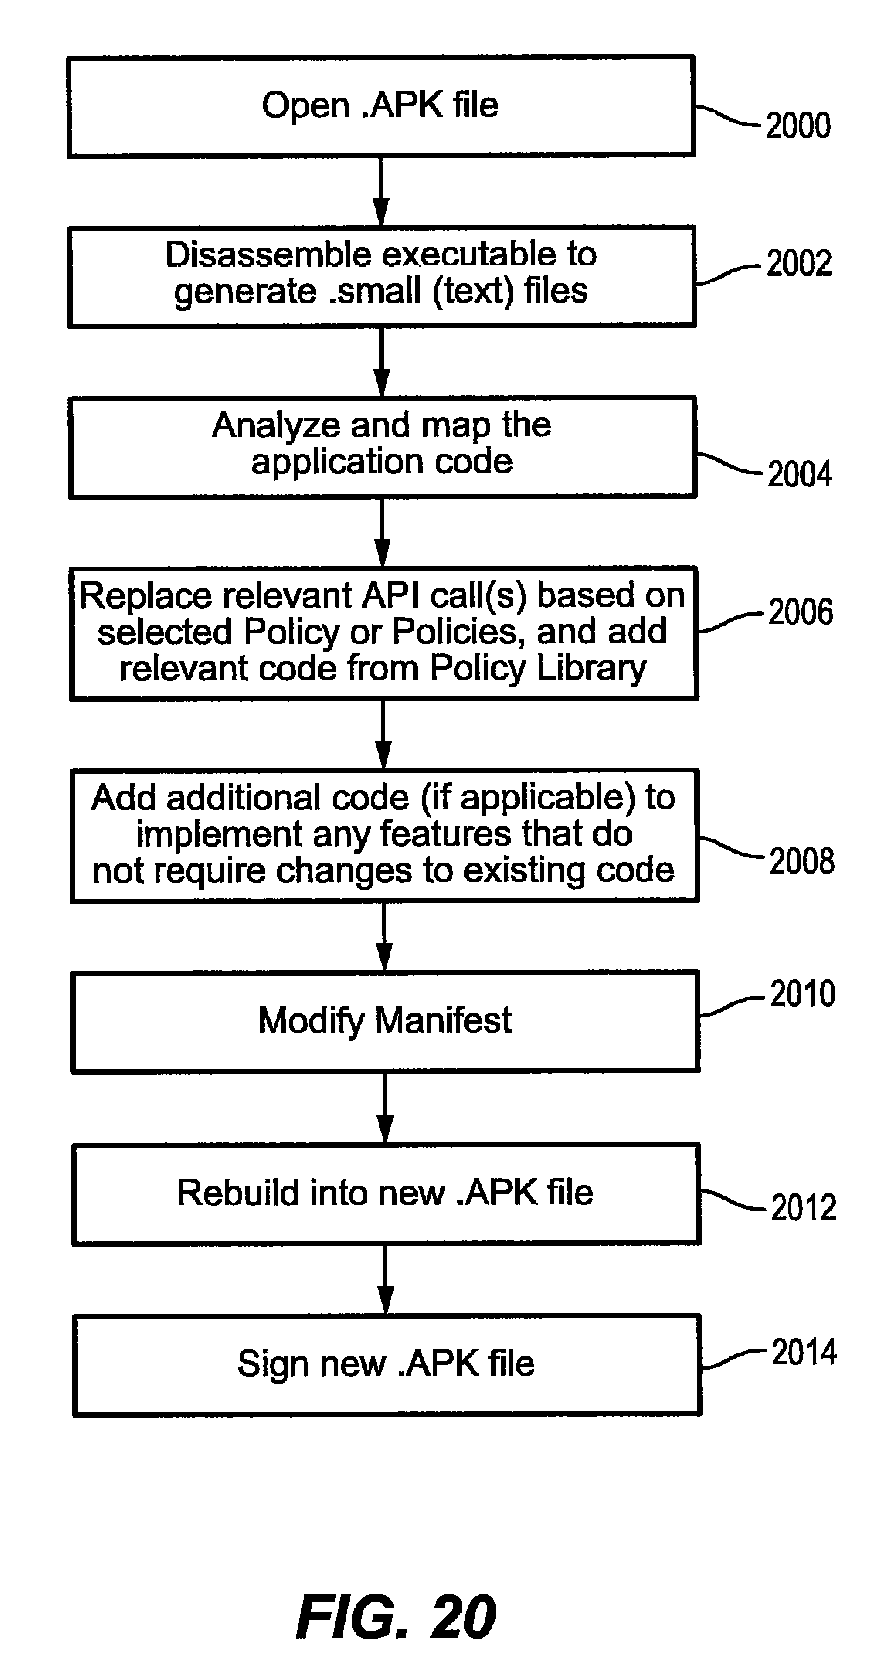 Open .APK file
2000
Disassemble executable to
generate .small (text) files
2002
Analyze and map the
application code
2004
Replace relevant API call(s) based on
selected Policy or Policies, and add
relevant code from Policy Library
2006
Add additional code (if applicable) to
implement any features that do
not require changes to existing code
2008
Modify Manifest
2010
Rebuild into new .APK file
2012
Sign new .APK file
2014
FIG. 20